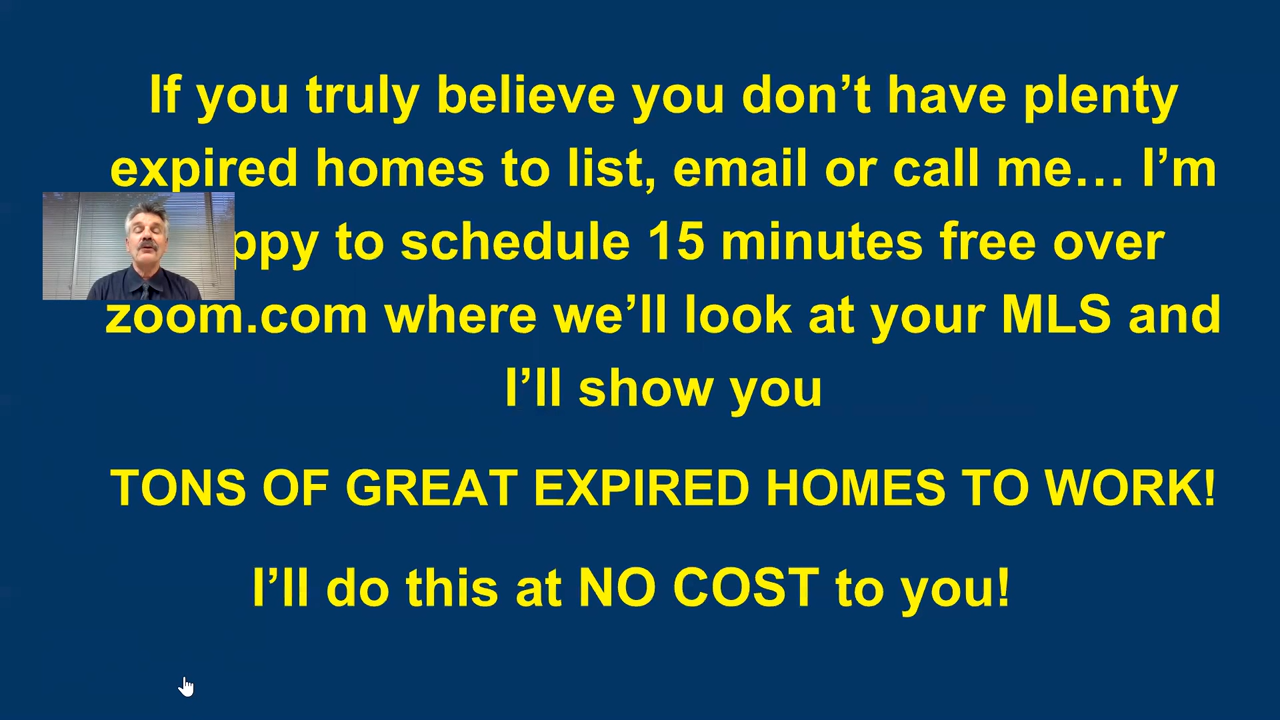 If you truly believe you don’t have plenty
expired homes to list, email or call me… I’m
ppy to schedule 15 minutes free over
zoom.com where we’ll look at your MLS and
I’ll show you
TONS OF GREAT EXPIRED HOMES TO WORK!
I’ll do this at NO COST to you!